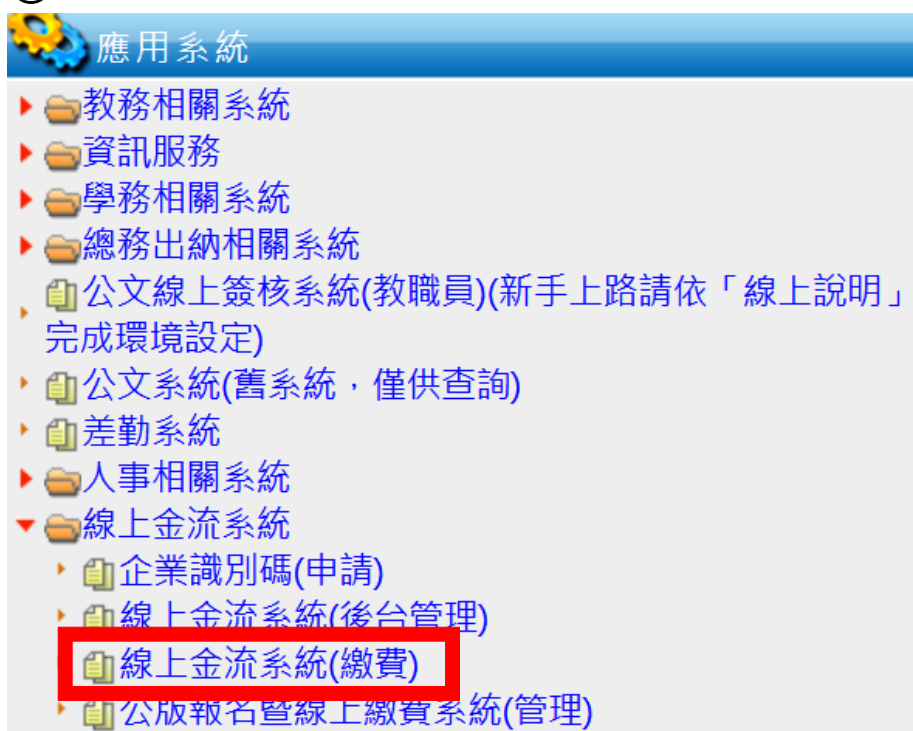 應用系統
教務相關系統
資訊服務
學務相關系統
總務出納相關系統
公文線上簽核系統(教職員)(新手上路請依「線上說明」
完成環境設定)
公文系統(舊系統，僅供查詢)
差勤系統
人事相關系統
線上金流系統
企業識別碼(申請)
線上金流系統(後台管理)
線上金流系統(繳費)
公版報名暨線上繳費系統(管理)